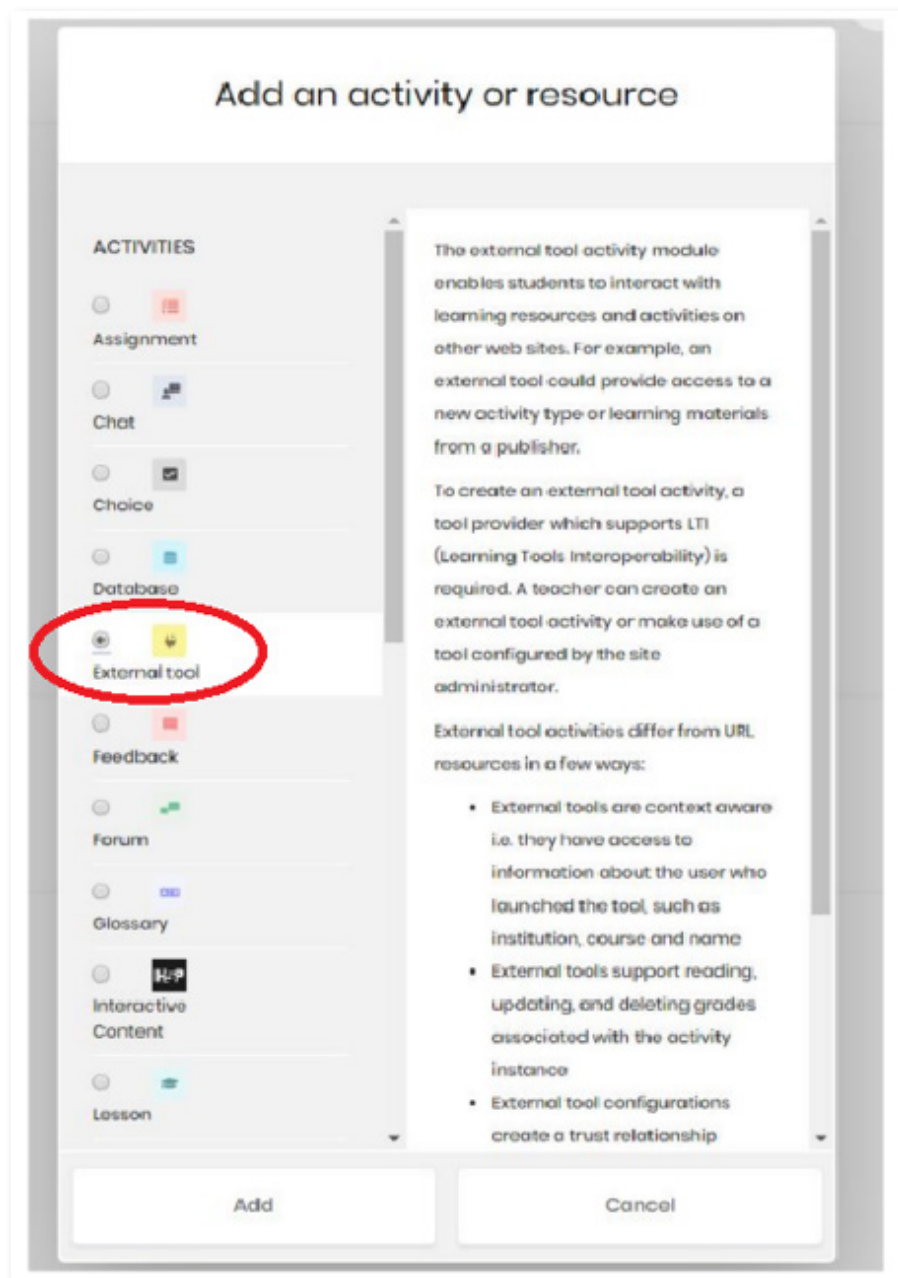 Add an activity or resource
ACTIVITIES
Assignment
Chat
Choice
Database
External tool
Feedback
Forum
Glossary
H-P
Interactive
Content
Lesson
The external tool activity module
enables students to interact with
learning resources and activities on
other web sites. For example, an
external tool could provide access to a
new activity type or learning materials
from a publisher.
To create an external tool activity, a
tool provider which supports LTI
(Learning Tools Interoperability) is
required. A teacher can create an
external tool activity or make use of a
tool configured by the site
administrator.
External tool activities differ from URL
resources in a few ways:
• External tools are context aware
i.e. they have access to
information about the user who
launched the tool, such as
institution, course and name
• External tools support reading,
updating, and deleting grades
associated with the activity
instance
• External tool configurations
create a trust relationship
Add
Cancel